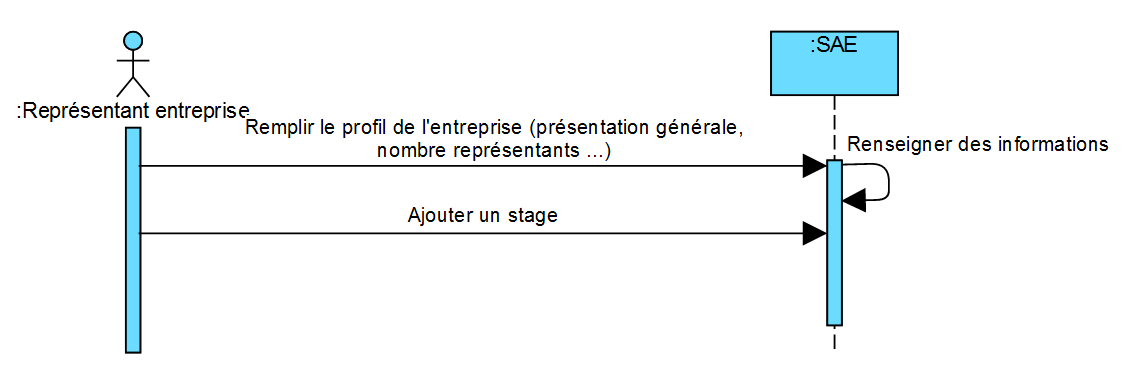 :SAE
:Représentant entreprise
Remplir le profil de l'entreprise (présentation générale,
nombre représentants ...)
Renseigner des informations
Ajouter un stage